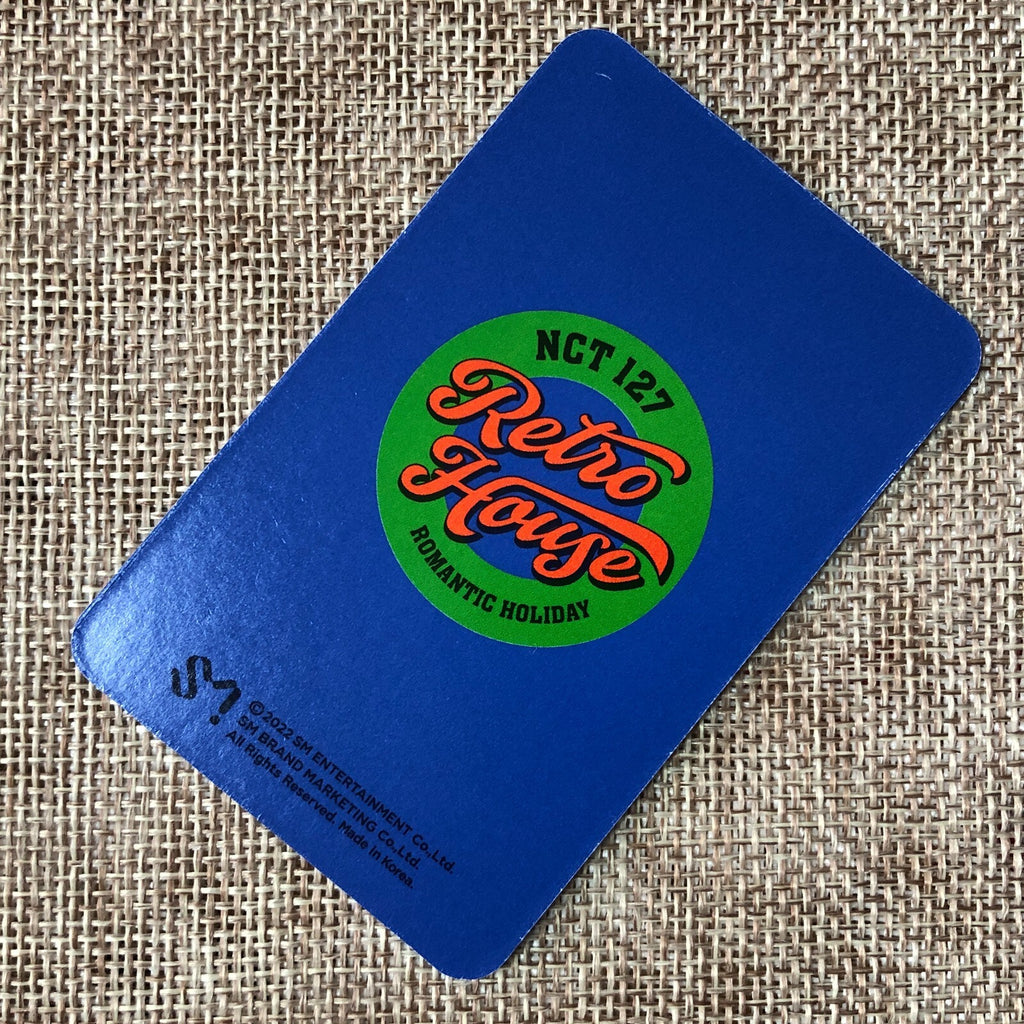 NCT 127
Retro
House
ROMANTIC HOLIDAY
SM
©2022 SM ENTERTAINMENT Co.,Ltd.
SM BRAND MARKETING Co.,Ltd.
All Rights Reserved. Made in Korea.